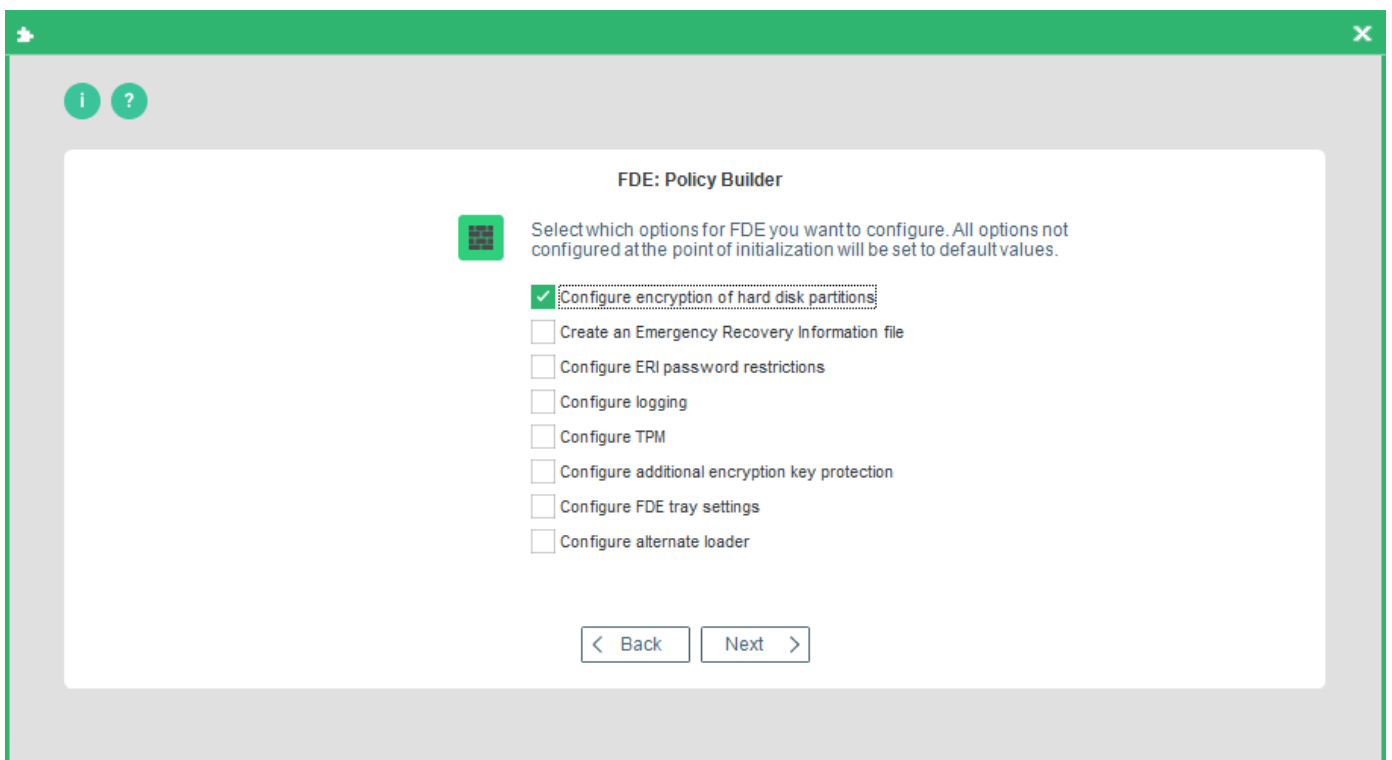 i ?
FDE: Policy Builder
Select which options for FDE you want to configure. All options not
configured at the point of initialization will be set to default values.
Configure encryption of hard disk partitions
Create an Emergency Recovery Information file
Configure ERI password restrictions
Configure logging
Configure TPM
Configure additional encryption key protection
Configure FDE tray settings
Configure alternate loader
Back Next